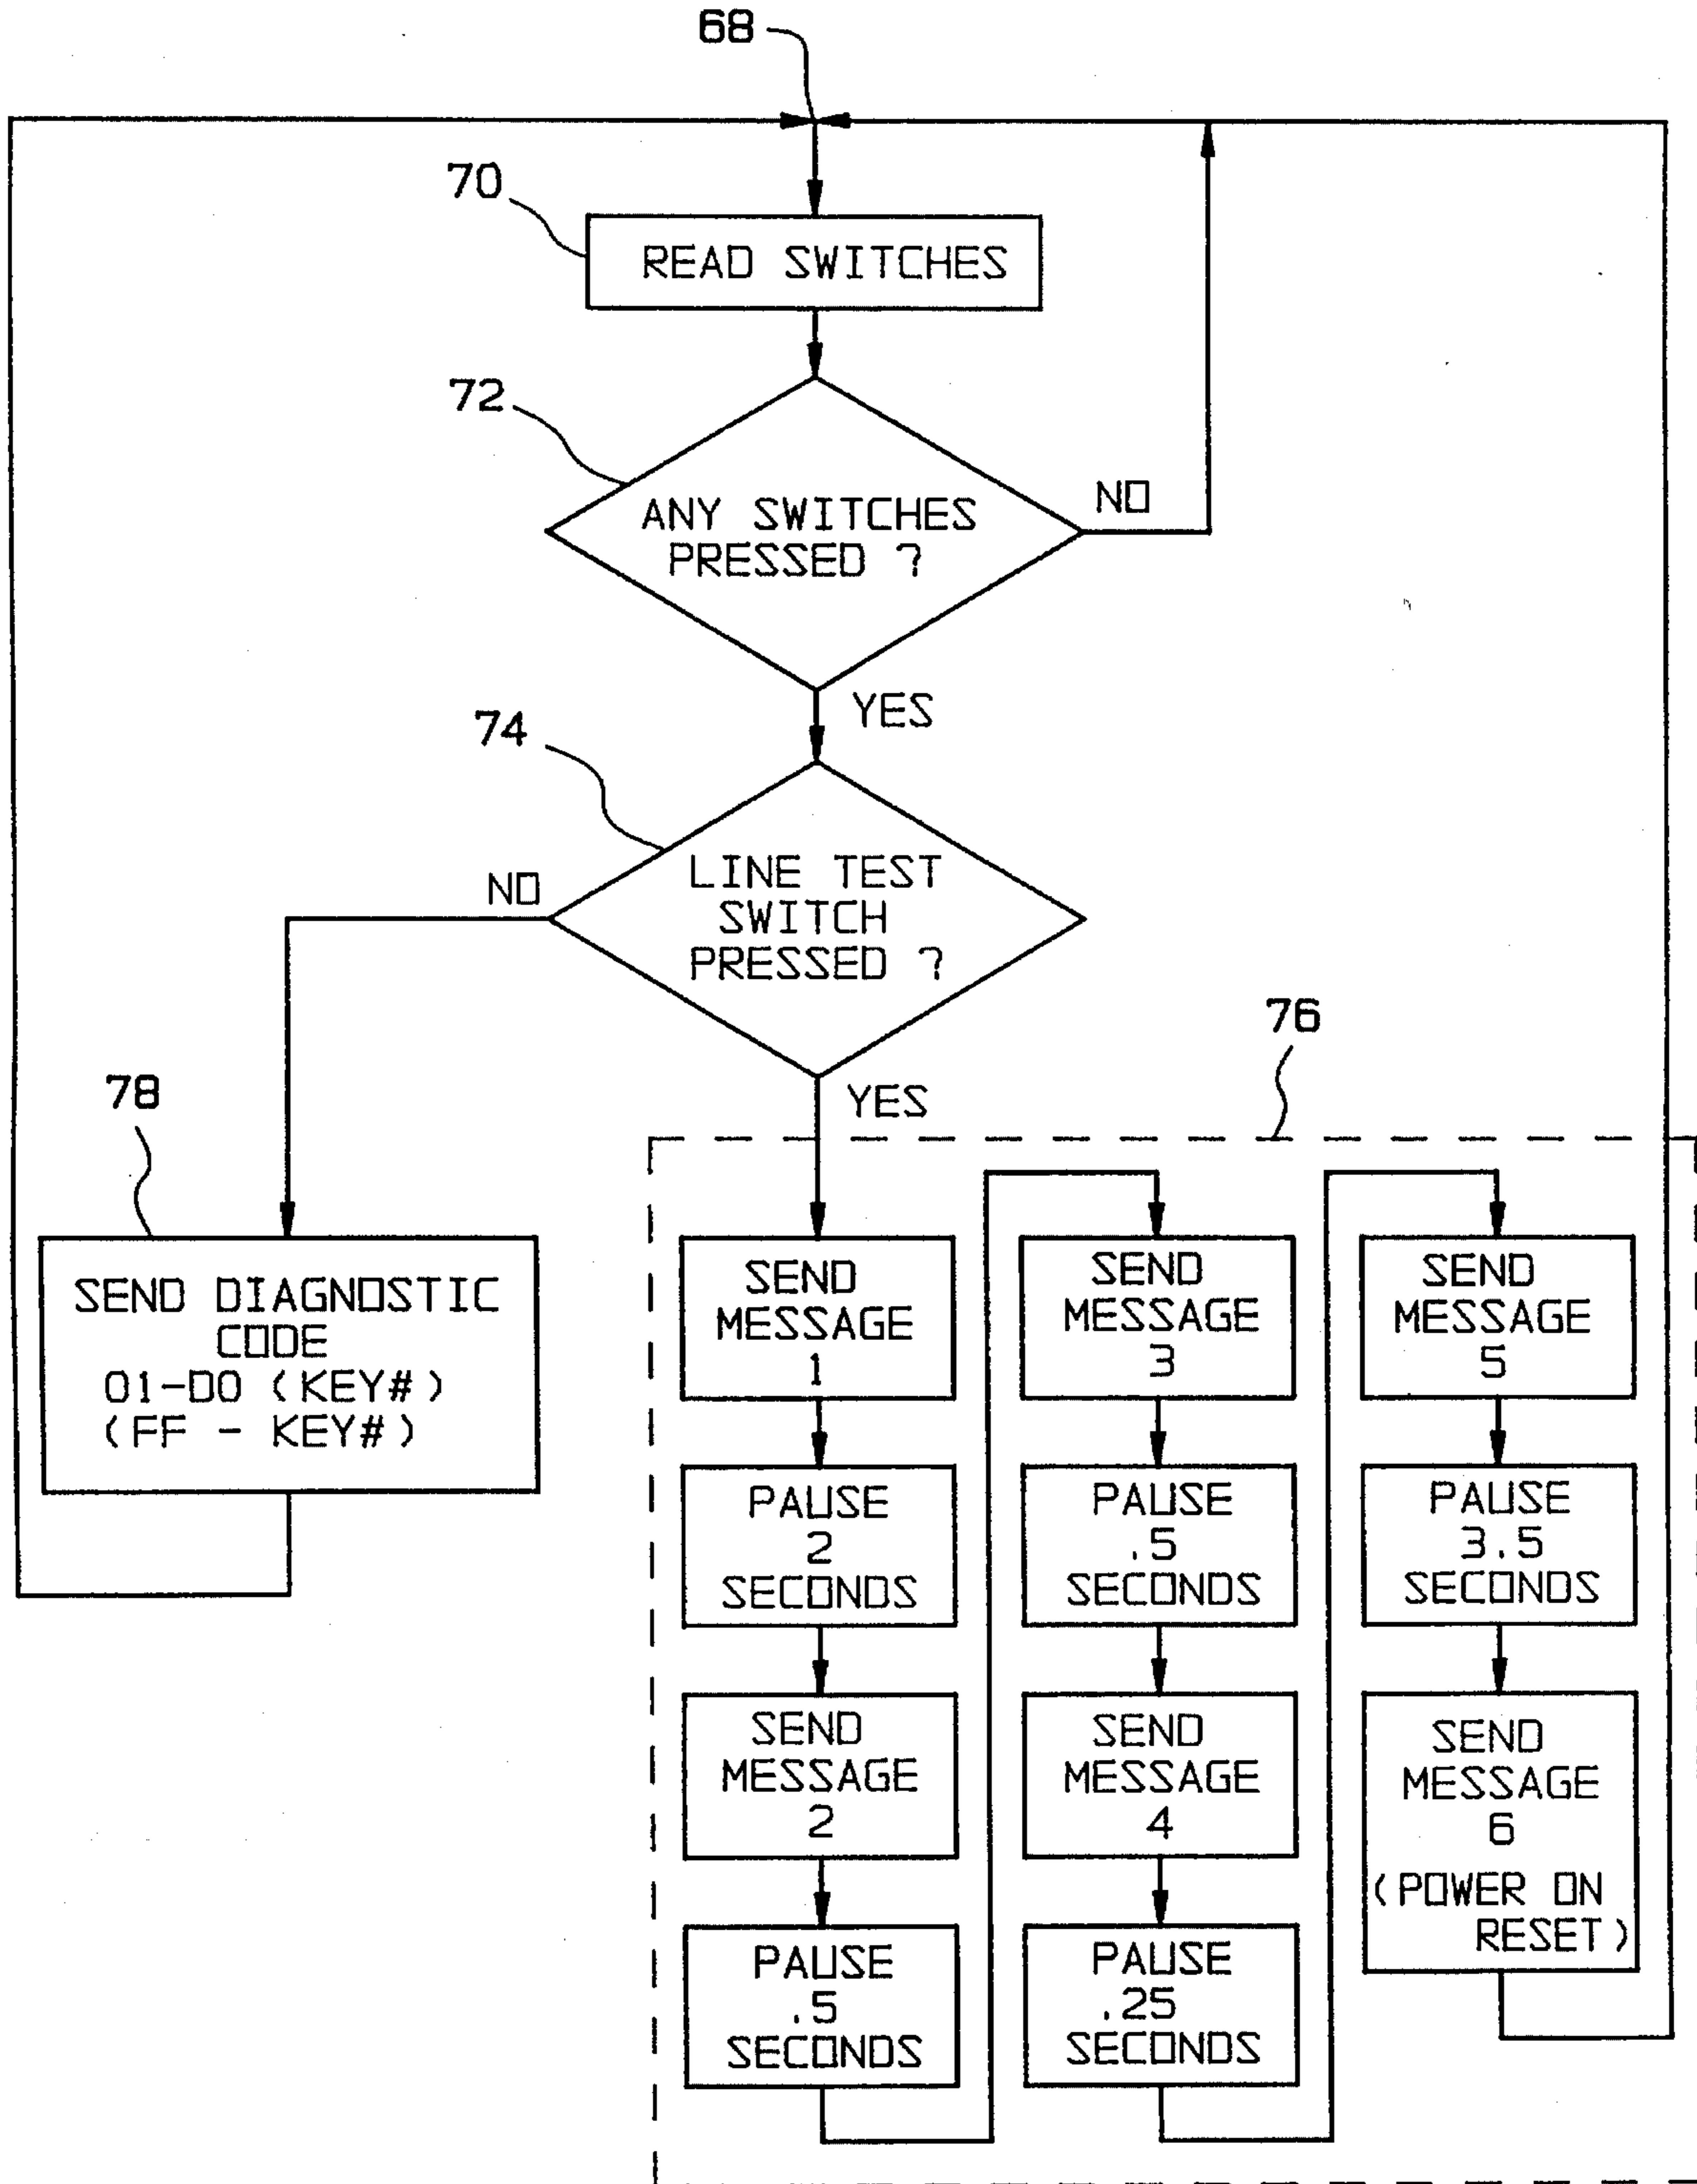 68
70
READ SWITCHES
72
ANY SWITCHES
PRESSED ?
NO
YES
74
LINE TEST
SWITCH
PRESSED ?
NO
YES
76
78
SEND DIAGNOSTIC
CODE
01-D0 (KEY#)
(FF - KEY#)
SEND
MESSAGE
1
PAUSE
2
SECONDS
SEND
MESSAGE
2
PAUSE
.5
SECONDS
SEND
MESSAGE
3
PAUSE
.5
SECONDS
SEND
MESSAGE
4
PAUSE
.25
SECONDS
SEND
MESSAGE
5
PAUSE
3.5
SECONDS
SEND
MESSAGE
6
(POWER ON
RESET)